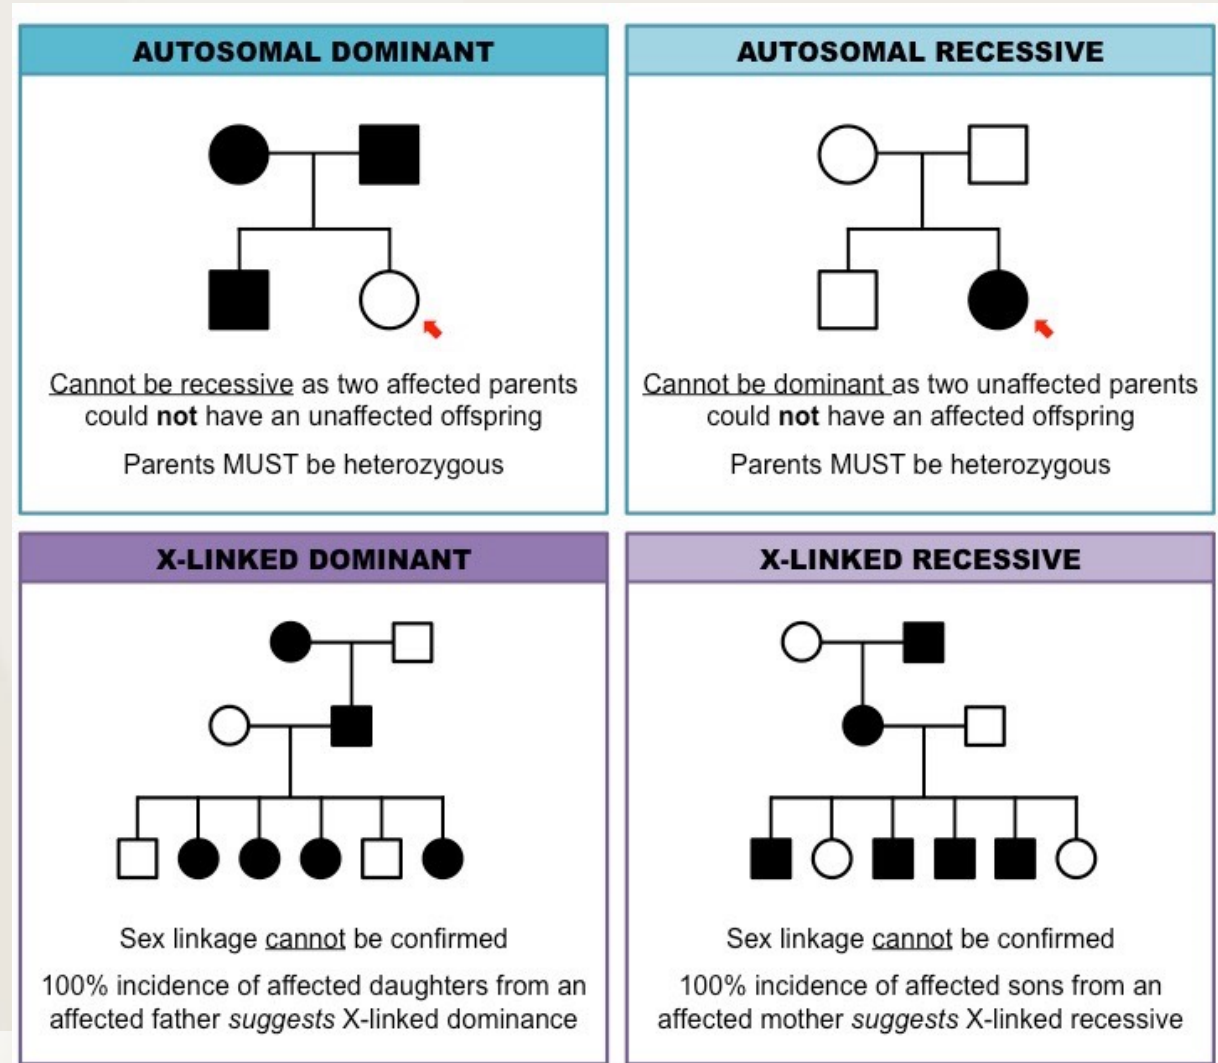 AUTOSOMAL DOMINANT
Cannot be recessive as two affected parents
could not have an unaffected offspring
Parents MUST be heterozygous
AUTOSOMAL RECESSIVE
Cannot be dominant as two unaffected parents
could not have an affected offspring
Parents MUST be heterozygous
X-LINKED DOMINANT
Sex linkage cannot be confirmed
100% incidence of affected daughters from an
affected father suggests X-linked dominance
X-LINKED RECESSIVE
Sex linkage cannot be confirmed
100% incidence of affected sons from an
affected mother suggests X-linked recessive